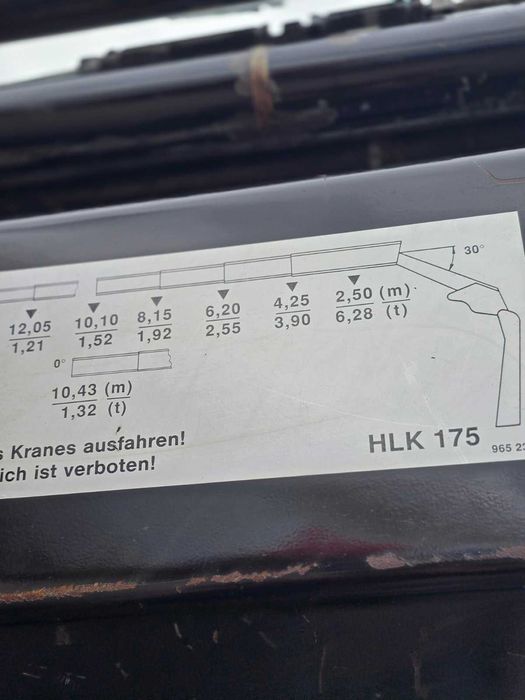 30°
12,05 10,10 8,15 6,20 4,25 2,50 (m)
1,21 1,52 1,92 2,55 3,90 6,28 (t)
0°
10,43 (m)
1,32 (t)
Kranes ausfahren!
ist verboten!
HLK 175
965